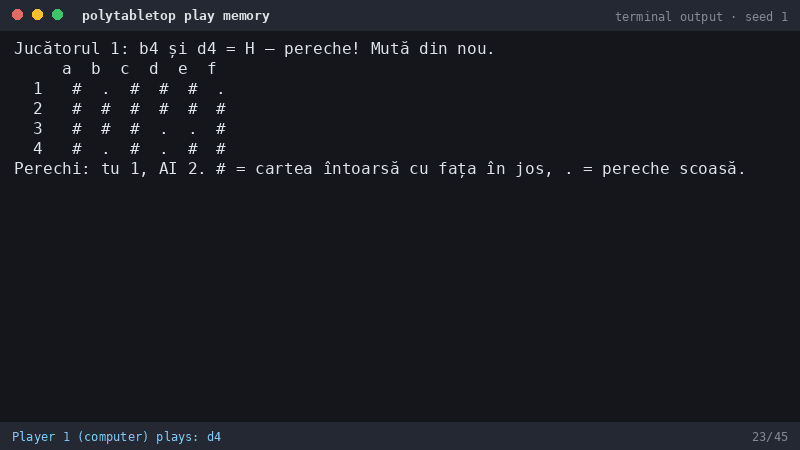 polytabletop play memory
terminal output · seed 1
Jucătorul 1: b4 și d4 = H — pereche! Mută din nou.
a b c d e f
1 # . # # # .
2 # # # # # #
3 # # # . . #
4 # . # . # #
Perechi: tu 1, AI 2. # = cartea întoarsă cu fața în jos, . = pereche scoasă.
Player 1 (computer) plays: d4
23/45